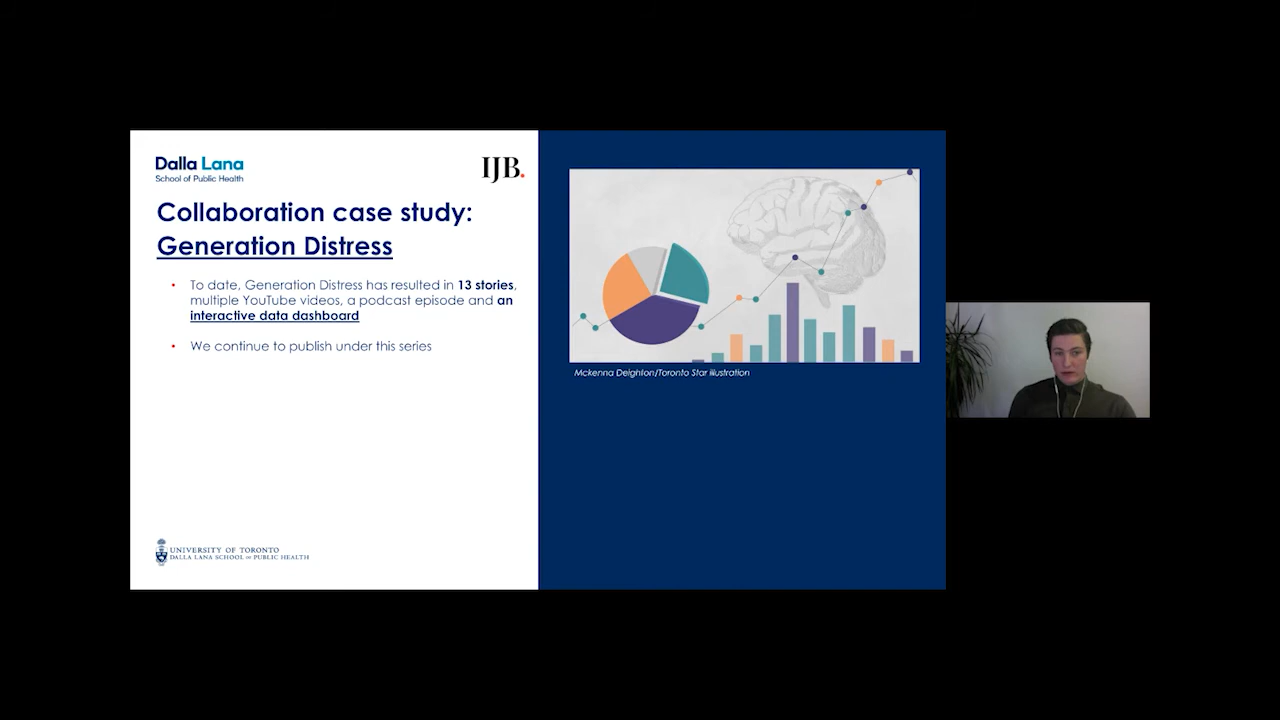 Dalla Lana
School of Public Health
IJB.
Collaboration case study:
Generation Distress
• To date, Generation Distress has resulted in 13 stories,
multiple YouTube videos, a podcast episode and an
interactive data dashboard
• We continue to publish under this series
Mckenna Deighton/Toronto Star illustration
UNIVERSITY OF TORONTO
DALLA LANA SCHOOL OF PUBLIC HEALTH